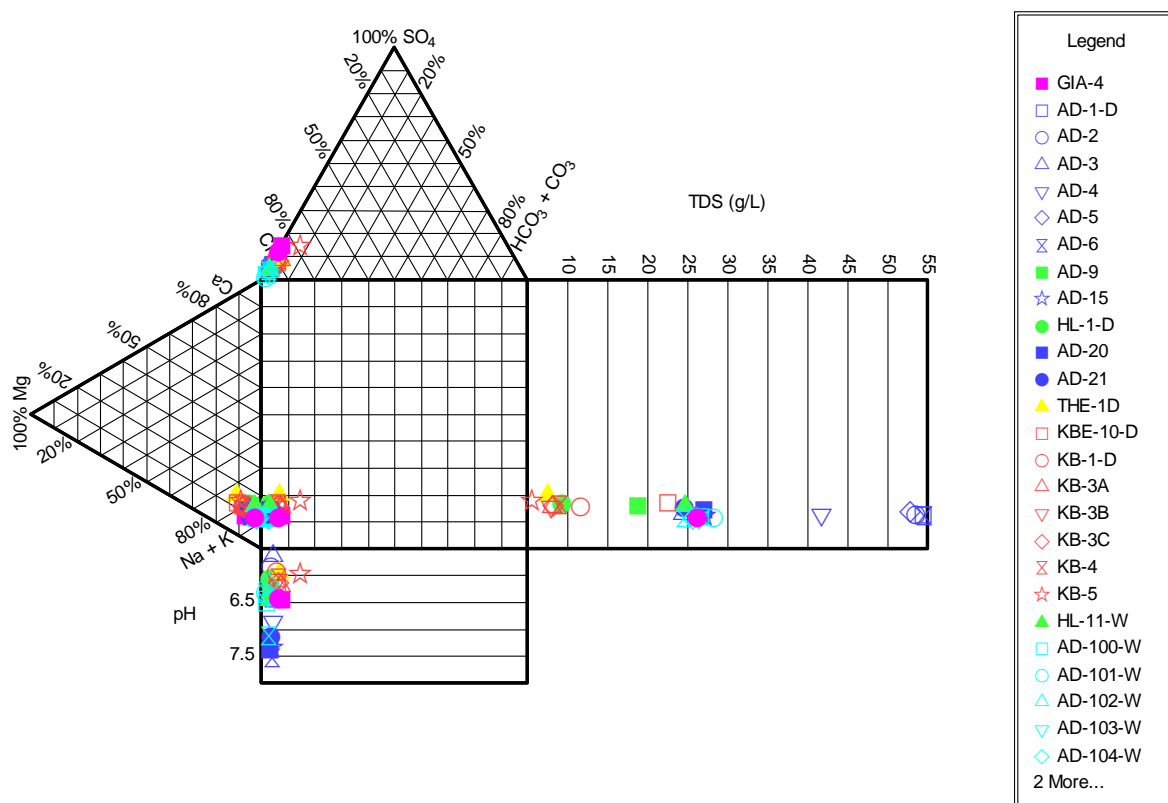 100% SO4
20%
20%
50%
50%
80%
80%
HCO3 + CO3
TDS (g/L)
10
15
20
25
30
35
40
45
50
55
Ca
80%
50%
20%
100% Mg
20%
50%
80%
Na + K
pH
6.5
7.5
Legend
GIA-4
AD-1-D
AD-2
AD-3
AD-4
AD-5
AD-6
AD-9
AD-15
HL-1-D
AD-20
AD-21
THE-1D
KBE-10-D
KB-1-D
KB-3A
KB-3B
KB-3C
KB-4
KB-5
HL-11-W
AD-100-W
AD-101-W
AD-102-W
AD-103-W
AD-104-W
2 More...